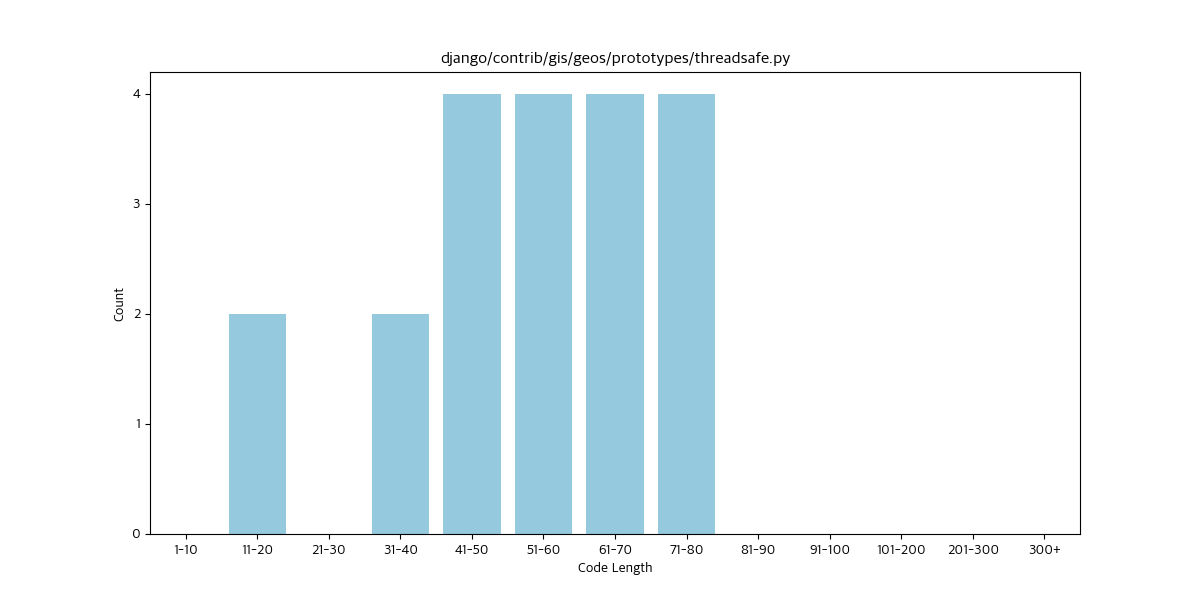 django/contrib/gis/geos/prototypes/threadsafe.py
Count
4
3
2
1
0
1-10 11-20 21-30 31-40 41-50 51-60 61-70 71-80 81-90 91-100 101-200 201-300 300+
Code Length